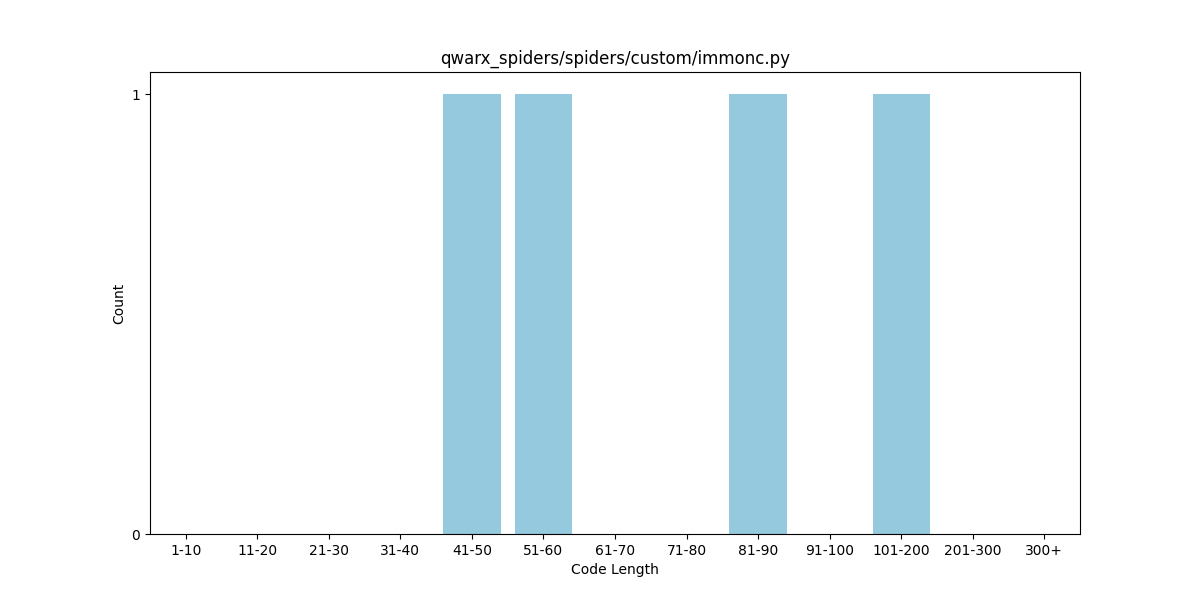 qwarx_spiders/spiders/custom/immonc.py
1
Count
0
1-10 11-20 21-30 31-40 41-50 51-60 61-70 71-80 81-90 91-100 101-200 201-300 300+
Code Length